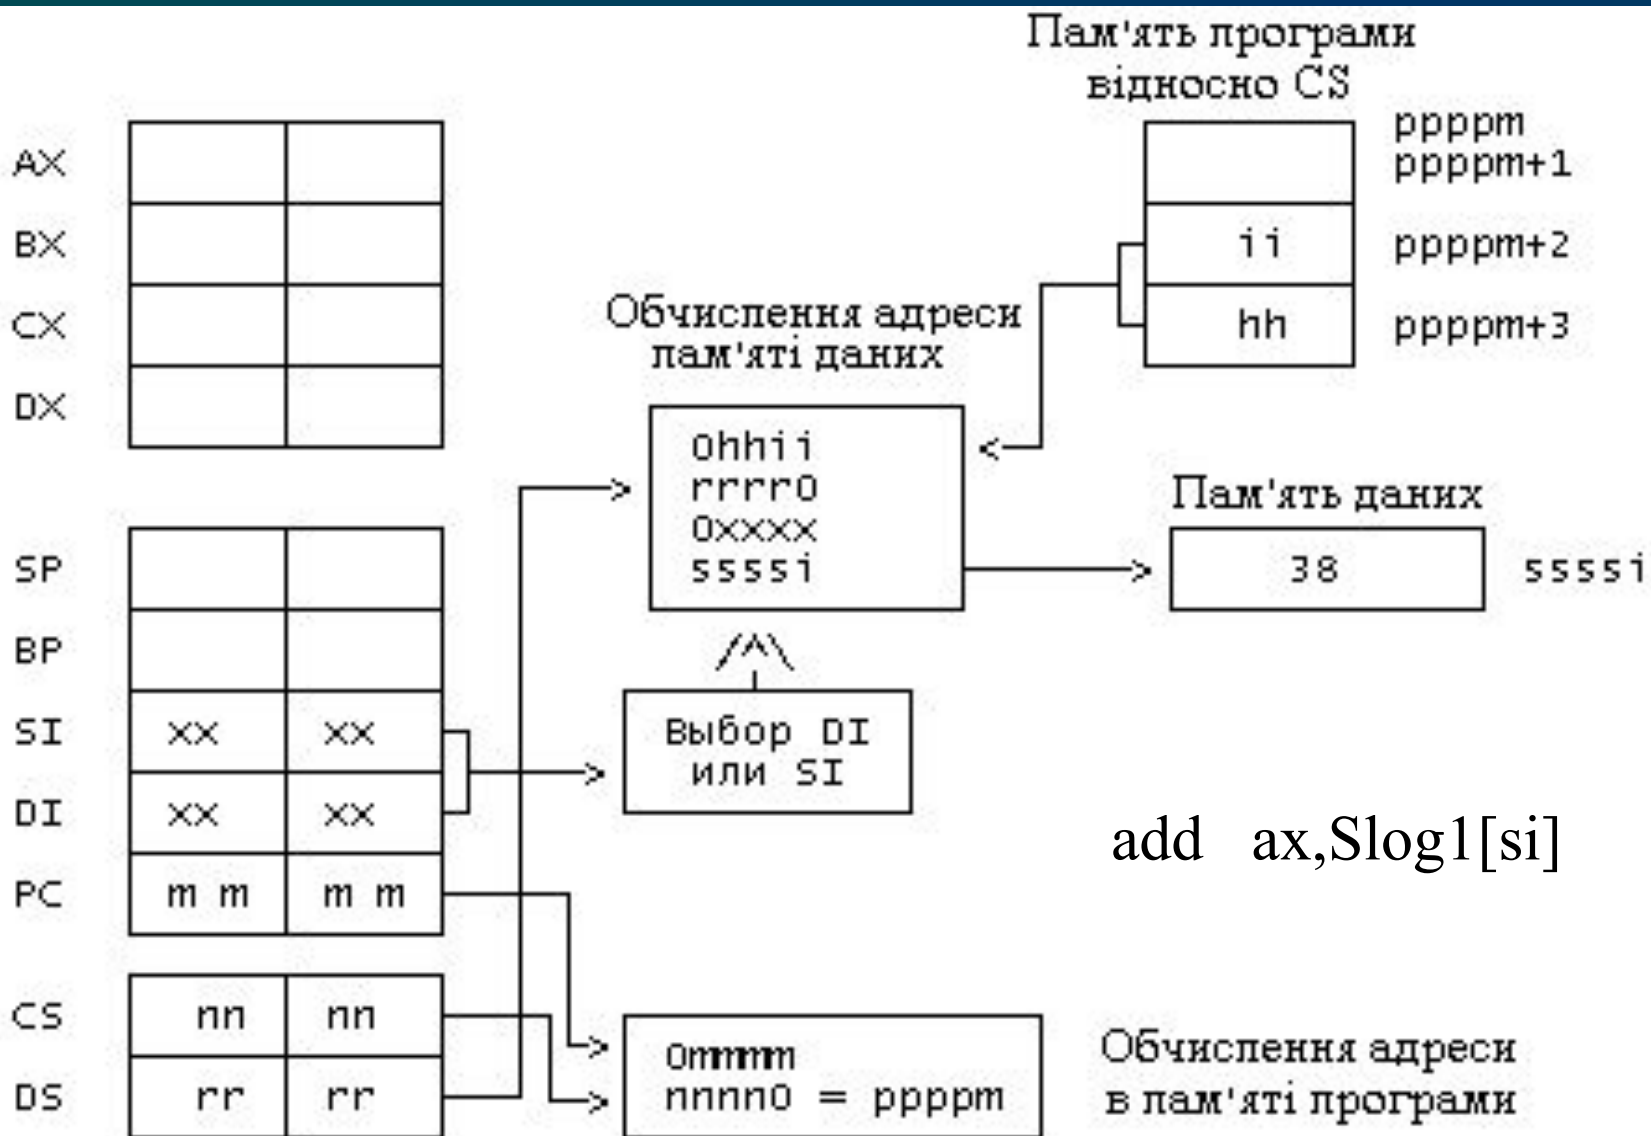 Пам'ять програми
відносно CS
ppppm
ppppm+1
AX
BX
ii
ppppm+2
CX
hh
ppppm+3
DX
Обчислення адреси
пам'яті даних
0hhii
rrrr0
0xxxx
ssssi
Пам'ять даних
38
ssssi
SP
BP
SI
xx xx
DI
xx xx
Выбор DI
или SI
add ax,Slog1[si]
PC
m m m m
CS
nn nn
DS
rr rr
0mmmm
nnnn0 = ppppm
Обчислення адреси
в пам'яті програми